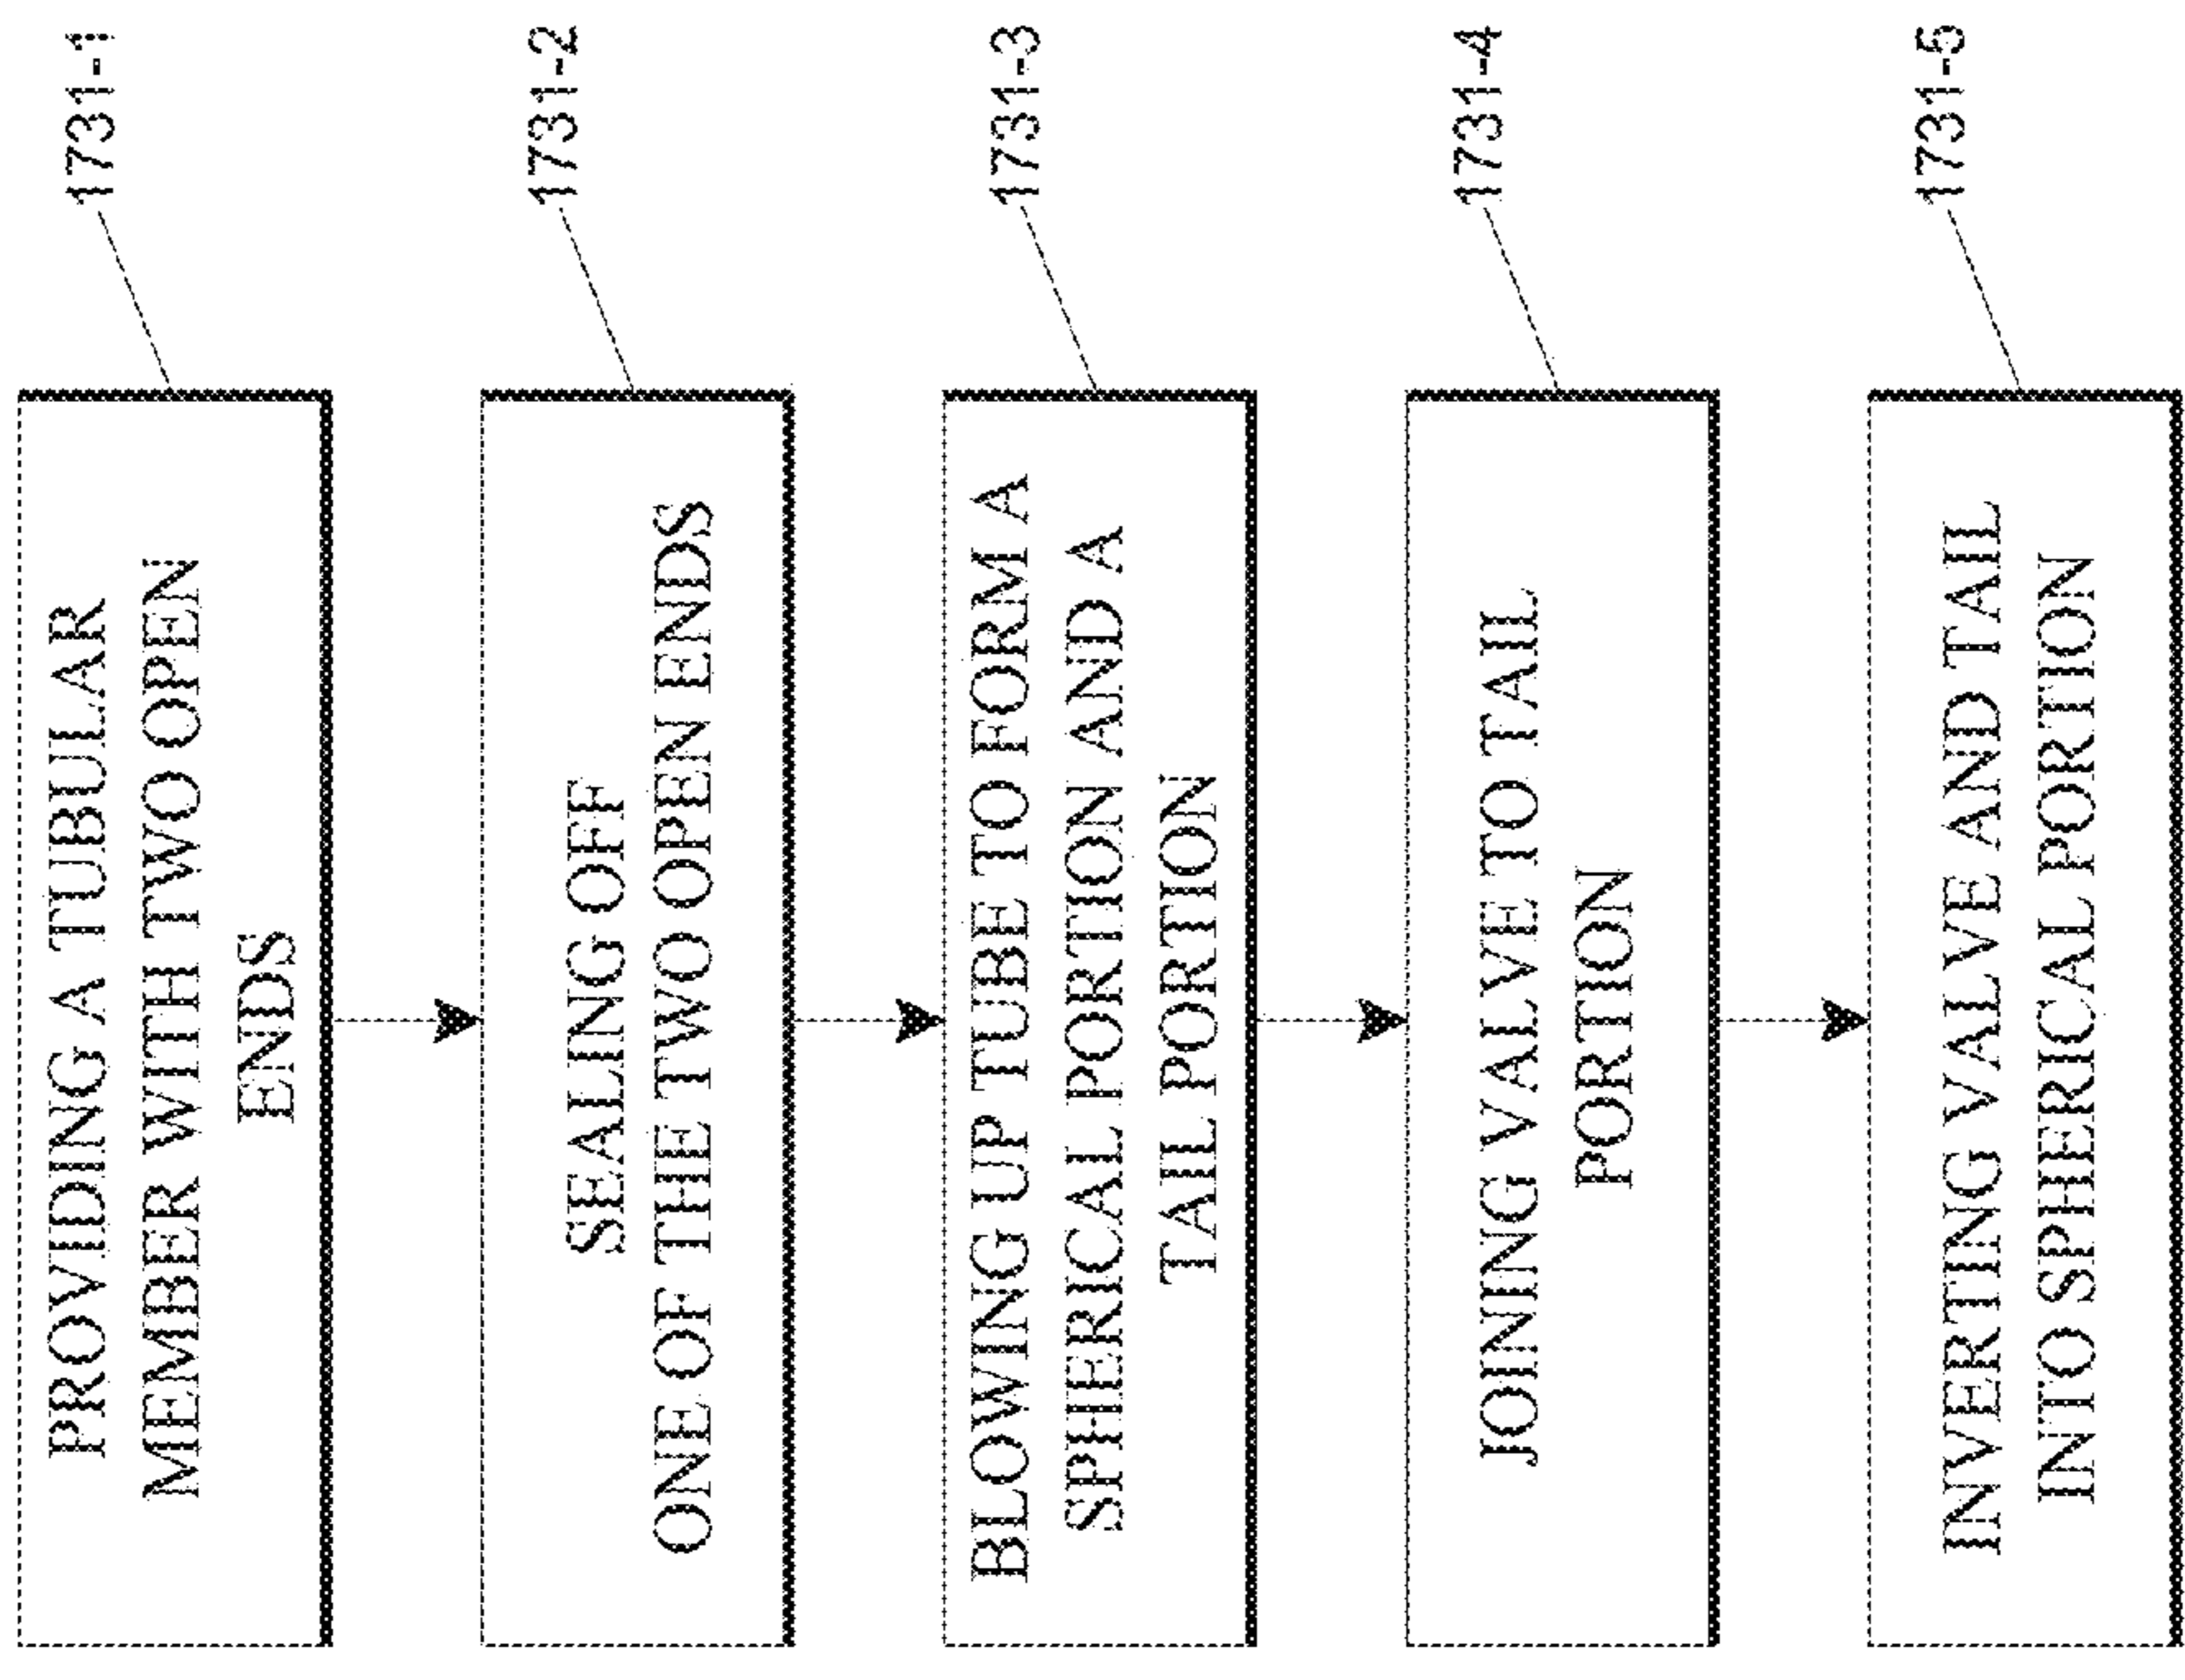 PROVIDING A TUBULAR
MEMBER WITH TWO OPEN
ENDS
1731-1
SEALING OFF
ONE OF THE TWO OPEN ENDS
1731-2
BLOWING UP TUBE TO FORM A
SPHERICAL PORTION AND A
TAIL PORTION
1731-3
JOINING VALVE TO TAIL
PORTION
1731-4
INVERTING VALVE AND TAIL
INTO SPHERICAL PORTION
1731-5